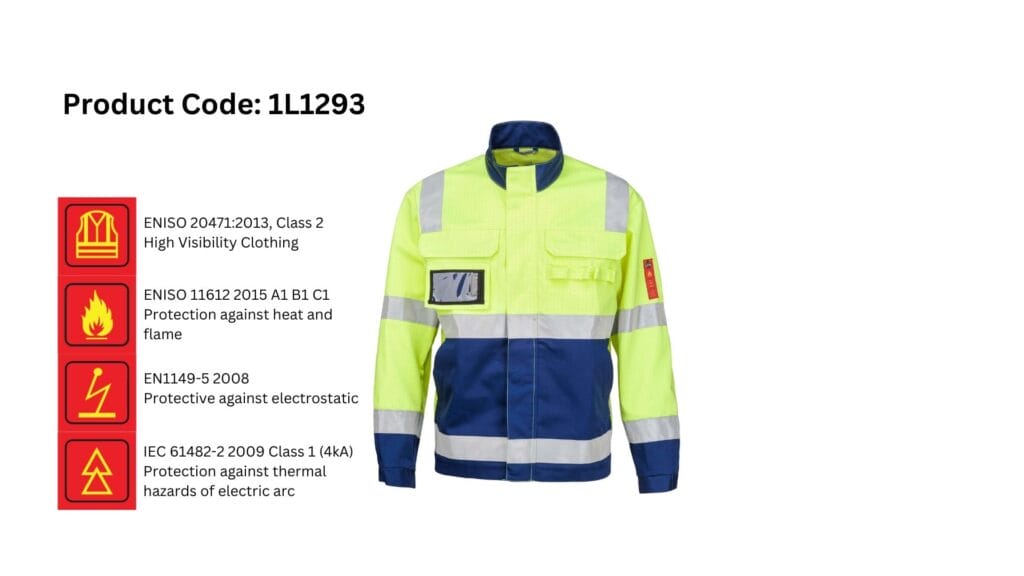 Product Code: 1L1293
ENISO 20471:2013, Class 2
High Visibility Clothing
ENISO 11612 2015 A1 B1 C1
Protection against heat and
flame
EN1149-5 2008
Protective against electrostatic
IEC 61482-2 2009 Class 1 (4kA)
Protection against thermal
hazards of electric arc